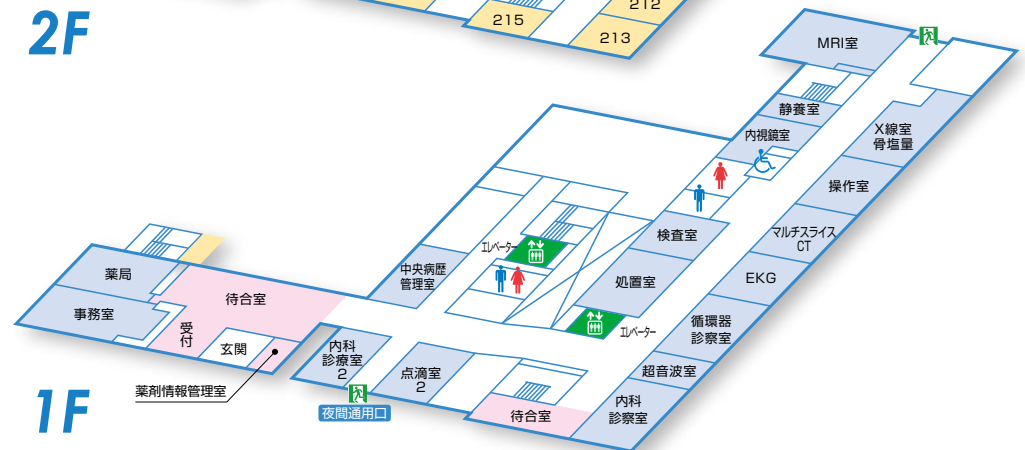 2F
215
212
213
MRI室
静養室
内視鏡室
X線室
骨塩量
操作室
マルチスライス
CT
EKG
循環器
診察室
超音波室
内科
診察室
検査室
処置室
エレベーター
エレベーター
中央病歴
管理室
薬局
事務室
待合室
受付
玄関
薬剤情報管理室
内科
診療室
2
点滴室
2
夜間通用口
待合室
1F